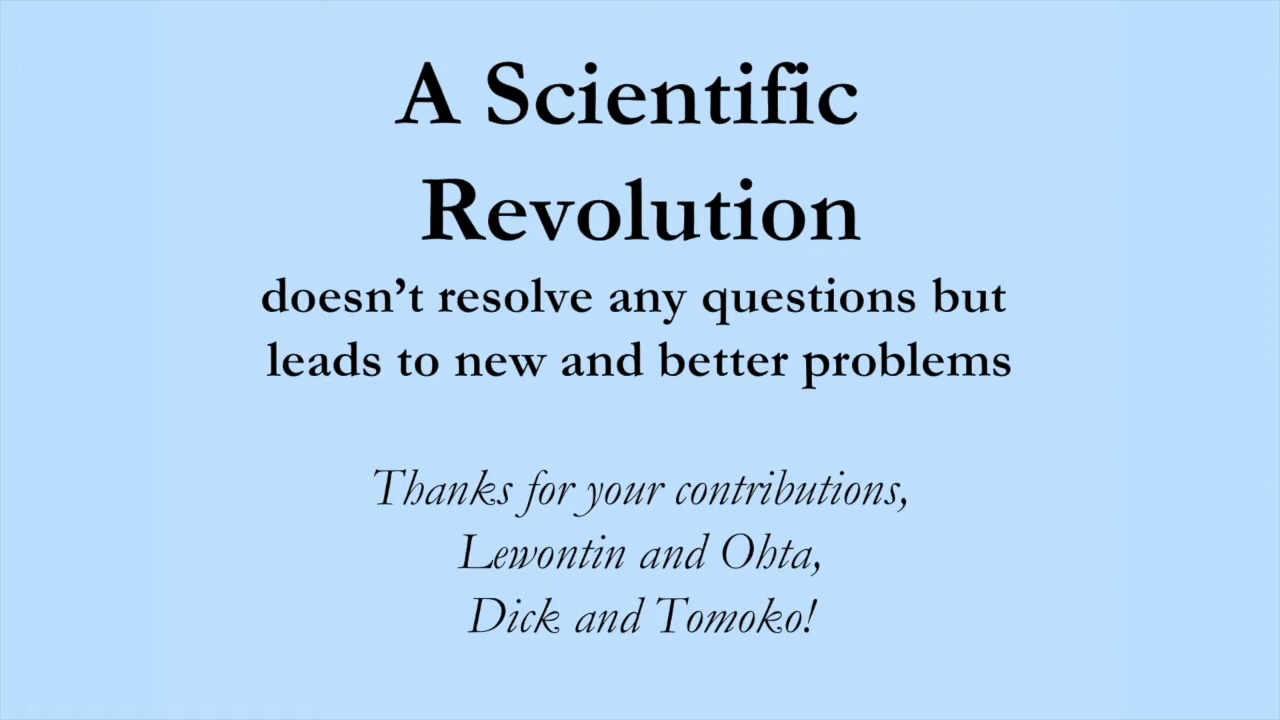 A Scientific
Revolution
doesn’t resolve any questions but
leads to new and better problems
Thanks for your contributions,
Lewontin and Ohta,
Dick and Tomoko!